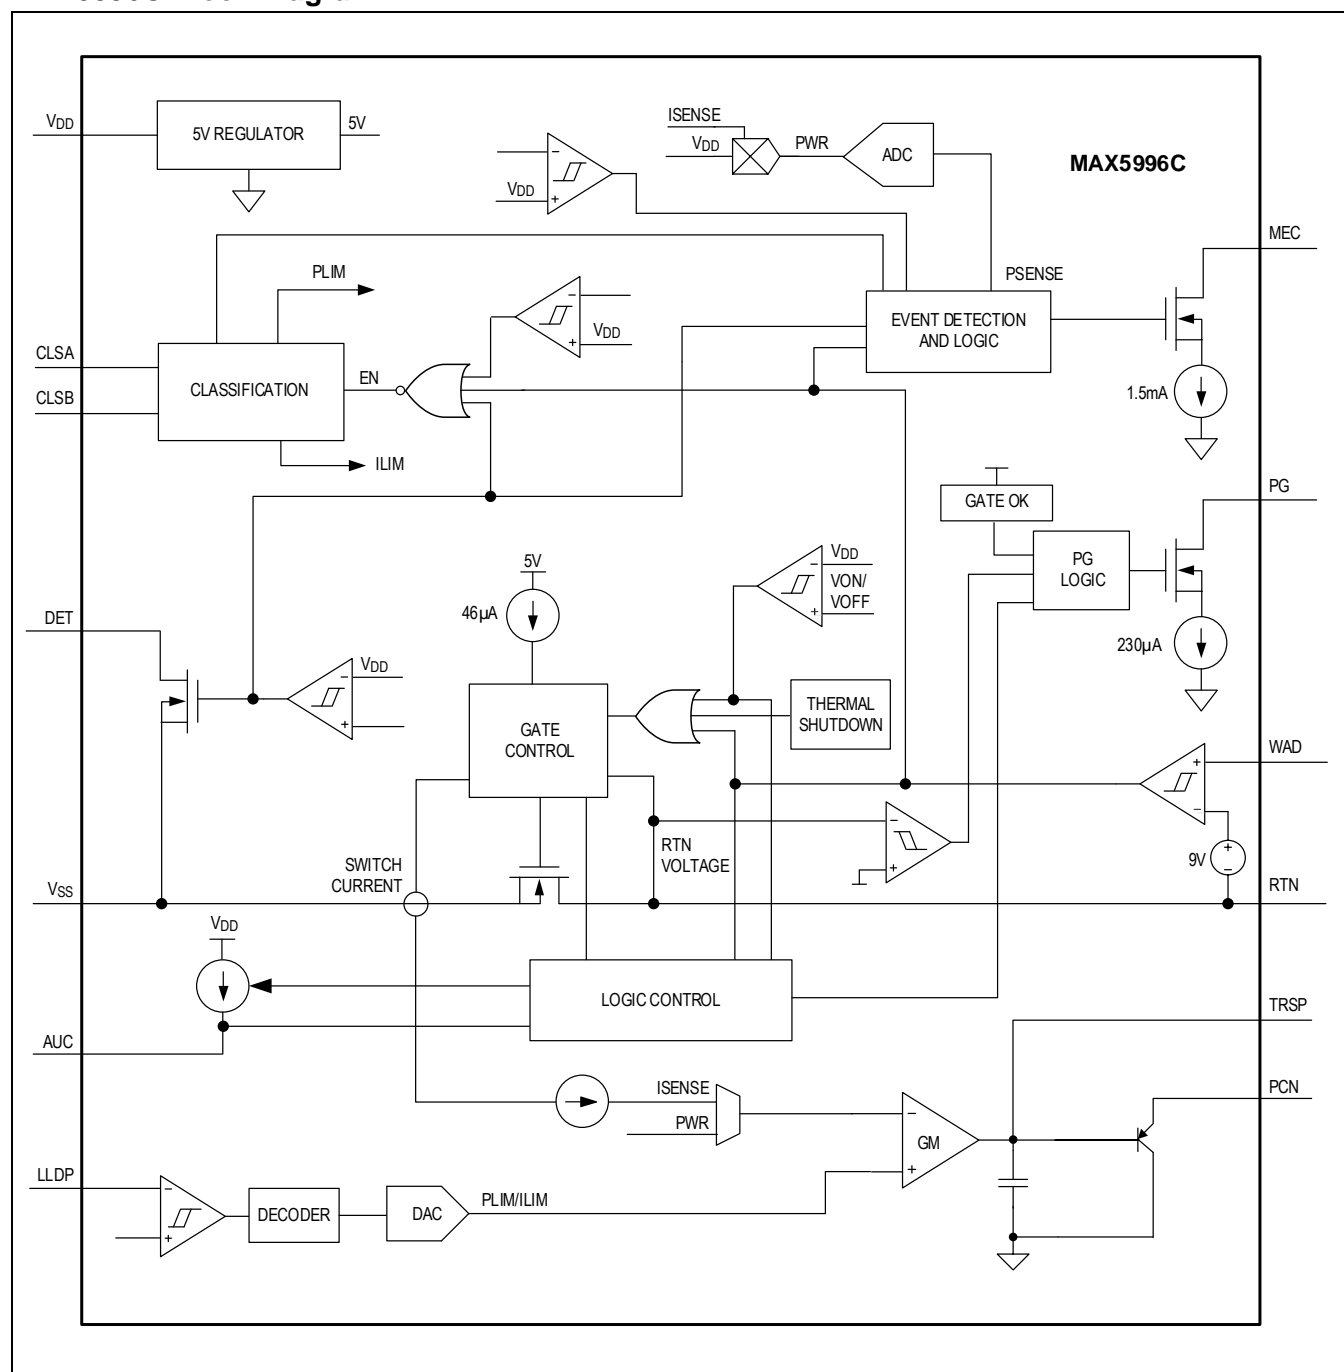 VDD
5V REGULATOR
5V
ISENSE
VDD
PWR
ADC
MAX5996C
VDD
MEC
PLIM
PSENSE
EVENT DETECTION
AND LOGIC
VDD
CLSA
CLASSIFICATION
EN
CLSB
1.5mA
ILIM
PG
GATE OK
PG
LOGIC
5V
VDD
VON/
VOFF
46µA
DET
230µA
VDD
THERMAL
SHUTDOWN
GATE
CONTROL
WAD
RTN
VOLTAGE
SWITCH
CURRENT
9V
VSS
RTN
VDD
LOGIC CONTROL
TRSP
AUC
ISENSE
PCN
PWR
GM
LLDP
DECODER
DAC
PLIM/ILIM